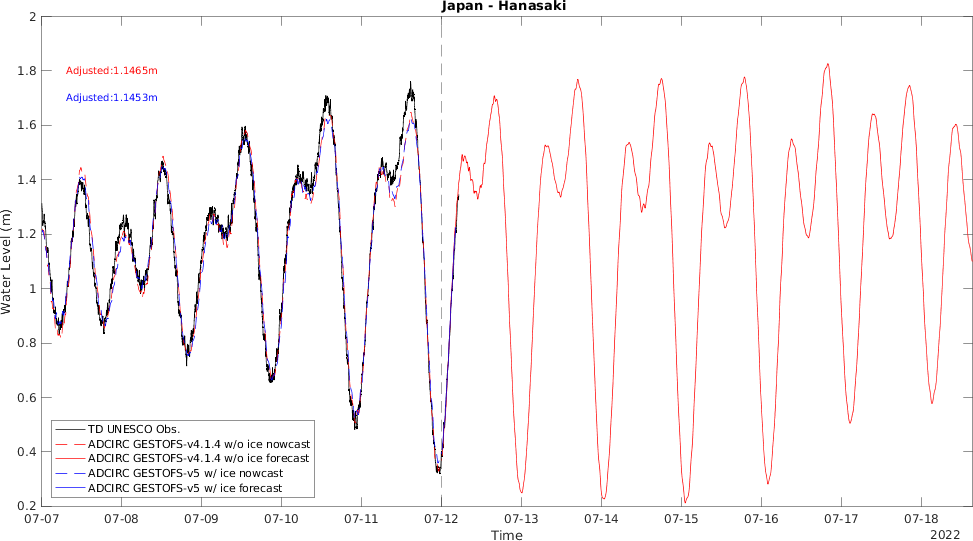 Japan - Hanasaki
2
1.8
1.6
1.4
1.2
1
0.8
0.6
0.4
0.2
Water Level (m)
Adjusted:1.1465m
Adjusted:1.1453m
TD UNESCO Obs.
ADCIRC GESTOFS-v4.1.4 w/o ice nowcast
ADCIRC GESTOFS-v4.1.4 w/o ice forecast
ADCIRC GESTOFS-v5 w/ ice nowcast
ADCIRC GESTOFS-v5 w/ ice forecast
07-07 07-08 07-09 07-10 07-11 07-12 07-13 07-14 07-15 07-16 07-17 07-18
Time
2022